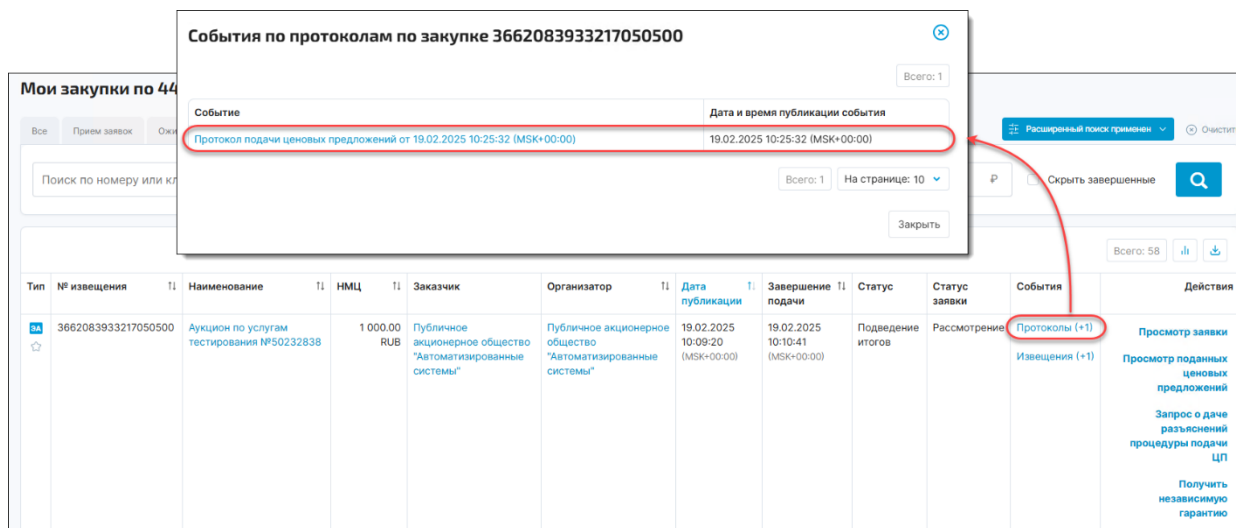 События по протоколам по закупке 3662083933217050500
Всего: 1
Событие Дата и время публикации события
Протокол подачи ценовых предложений от 19.02.2025 10:25:32 (MSK+00:00) 19.02.2025 10:25:32 (MSK+00:00)
Всего: 1 На странице: 10
Закрыть
Мои закупки по 44
Все Прием заявок Ожи
Расширенный поиск применен Очистит
Поиск по номеру или кл
₽ Скрыть завершенные
Всего: 58
Тип № извещения Наименование НМЦ Заказчик Организатор Дата публикации Завершение подачи Статус Статус заявки События Действия
ЭА 3662083933217050500
Аукцион по услугам
тестирования №50232838
1 000.00
RUB
Публичное
акционерное общество
"Автоматизированные
системы"
Публичное акционерное
общество
"Автоматизированные
системы"
19.02.2025
10:09:20
(MSK+00:00)
19.02.2025
10:10:41
(MSK+00:00)
Подведение
итогов
Рассмотрение
Протоколы (+1)
Извещения (+1)
Просмотр заявки
Просмотр поданных
ценовых
предложений
Запрос о даче
разъяснений
процедуры подачи
ЦП
Получить
независимую
гарантию